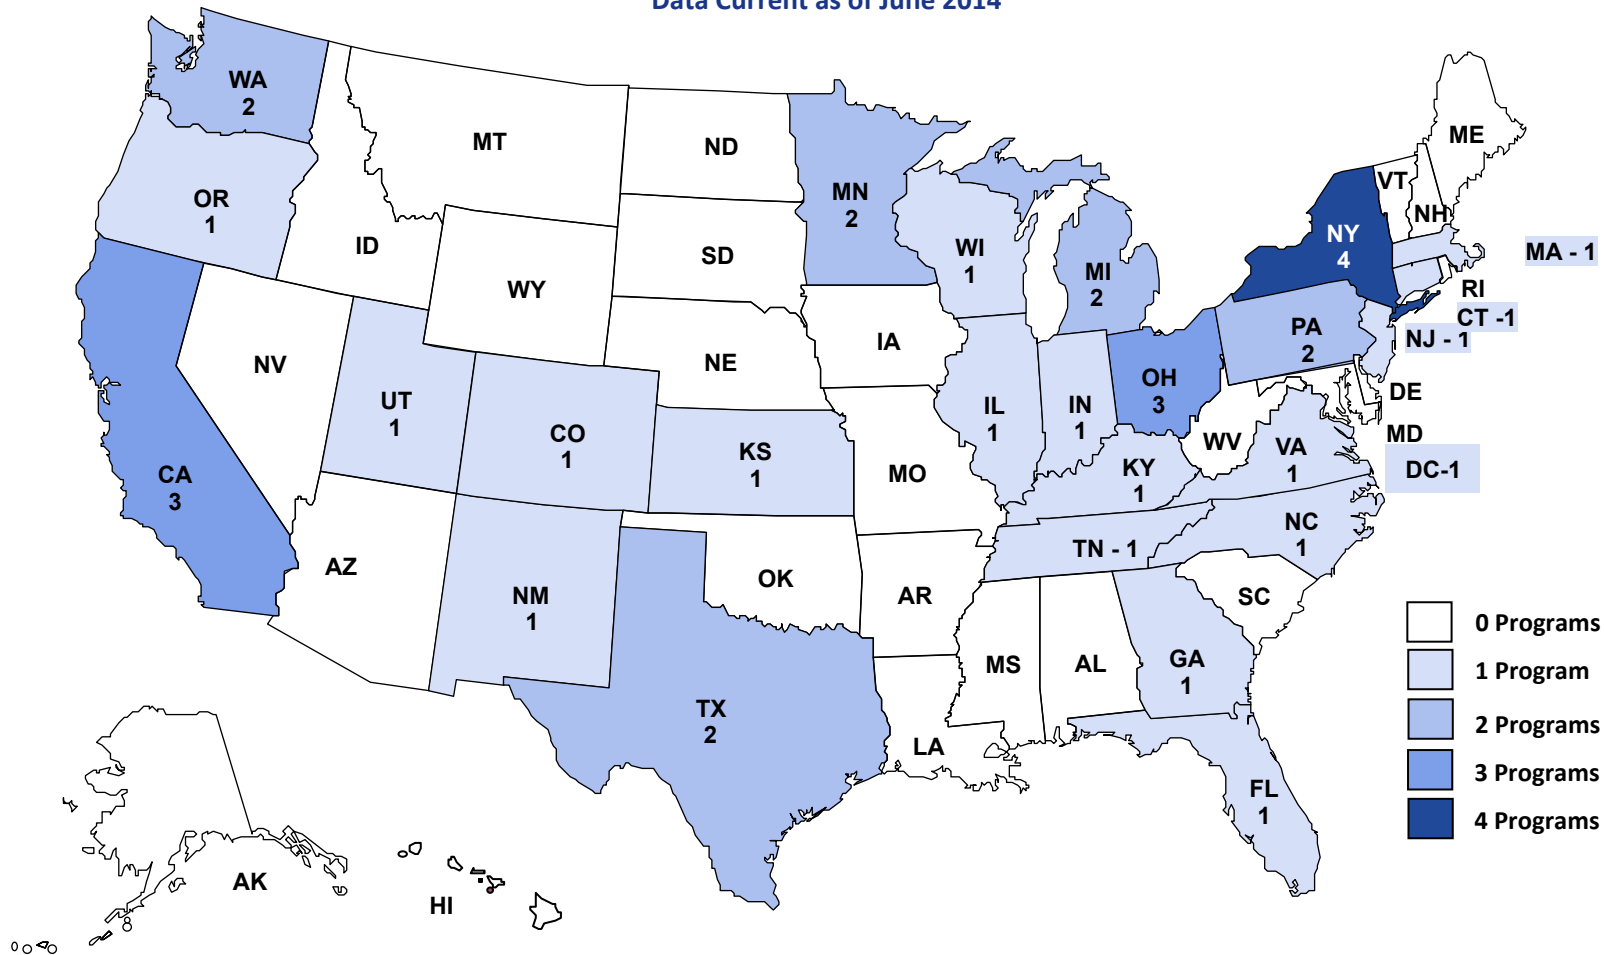 Data Current as of June 2014
WA
2
MT
ND
ME
OR
1
MN
2
VT
NH
ID
SD
WI
1
NY
4
MA - 1
WY
MI
2
RI
CT -1
NJ - 1
IA
PA
2
NV
NE
OH
3
DE
UT
1
CO
1
IL
1
IN
1
MD
WV
VA
1
KS
1
MO
KY
1
DC-1
CA
3
NC
1
TN - 1
AZ
OK
AR
SC
NM
1
MS
AL
GA
1
TX
2
LA
FL
1
AK
HI
0 Programs
1 Program
2 Programs
3 Programs
4 Programs